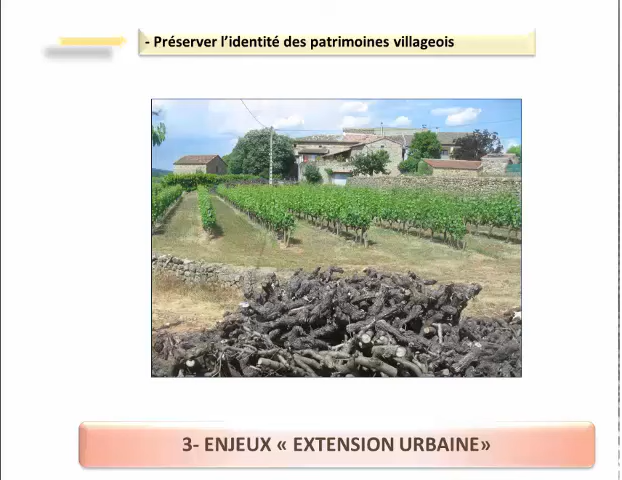 - Préserver l’identité des patrimoines villageois
3- ENJEUX « EXTENSION URBAINE»